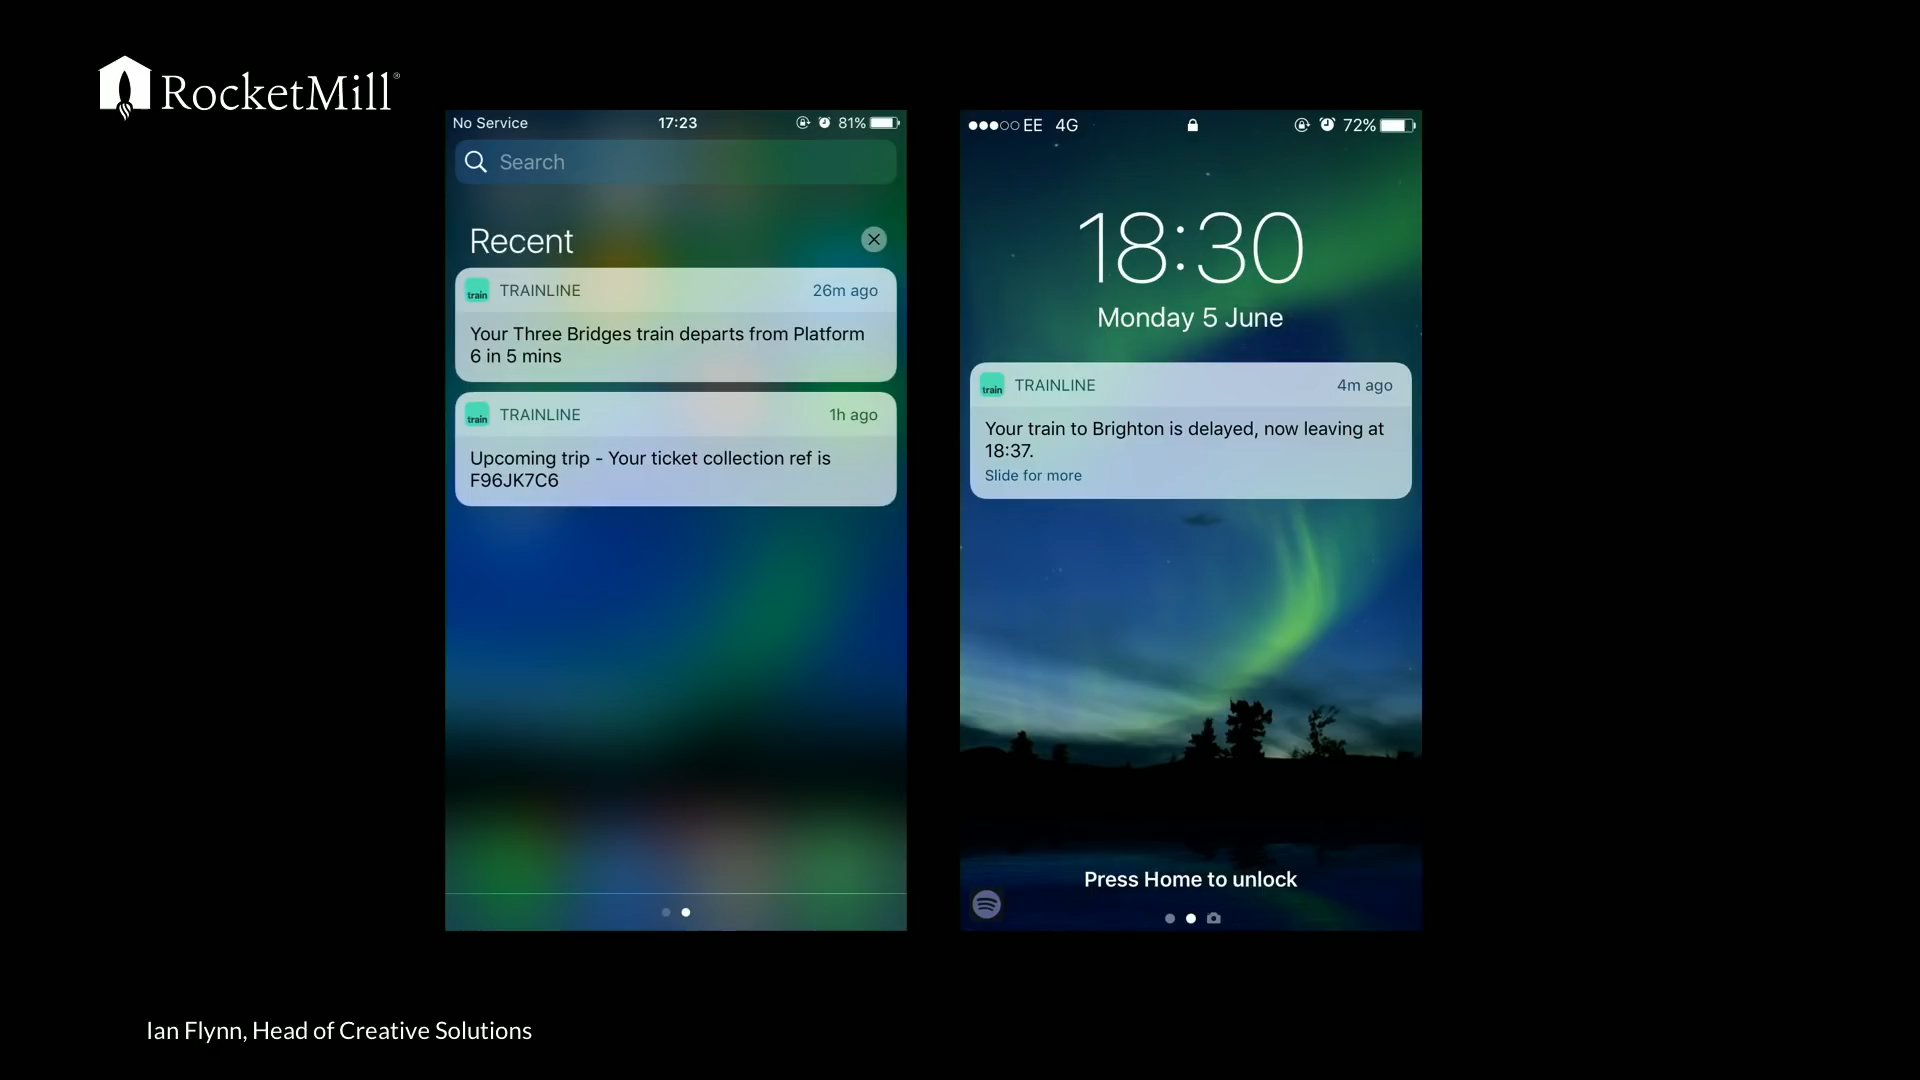 RocketMill®
No Service 17:23 81%
Search
Recent
train TRAINLINE 26m ago
Your Three Bridges train departs from Platform
6 in 5 mins
train TRAINLINE 1h ago
Upcoming trip - Your ticket collection ref is
F96JK7C6
EE 4G 72%
18:30
Monday 5 June
train TRAINLINE 4m ago
Your train to Brighton is delayed, now leaving at
18:37.
Slide for more
Press Home to unlock
Ian Flynn, Head of Creative Solutions